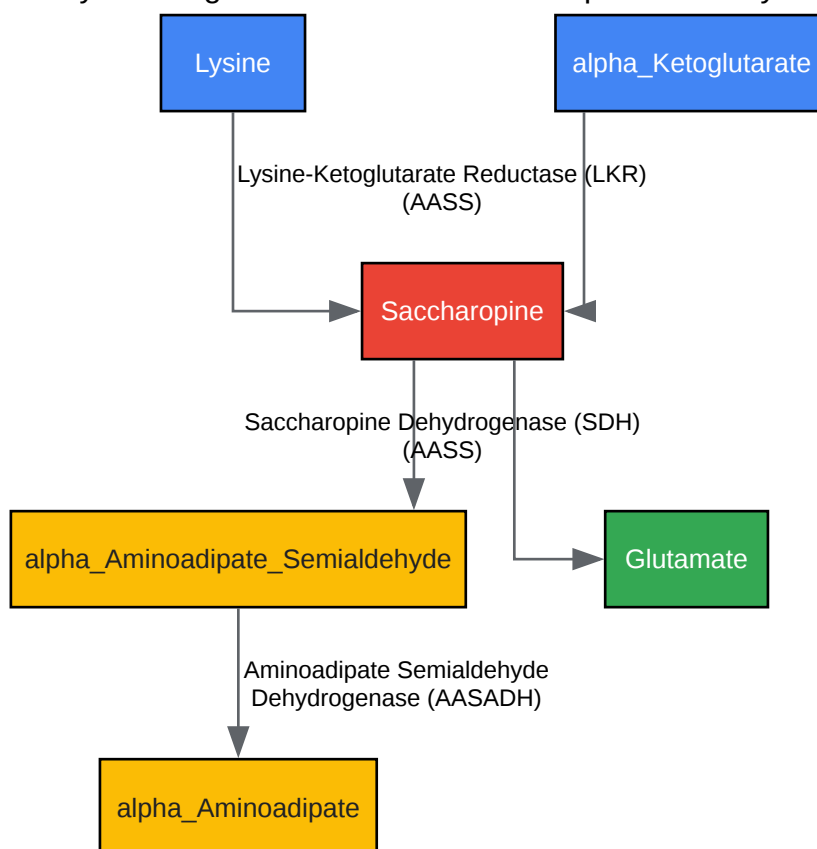 Lysine
alpha_Ketoglutarate
Lysine-Ketoglutarate Reductase (LKR)
(AASS)
Saccharopine
Saccharopine Dehydrogenase (SDH)
(AASS)
alpha_Aminoadipate_Semialdehyde
Glutamate
Aminoadipate Semialdehyde
Dehydrogenase (AASADH)
alpha_Aminoadipate